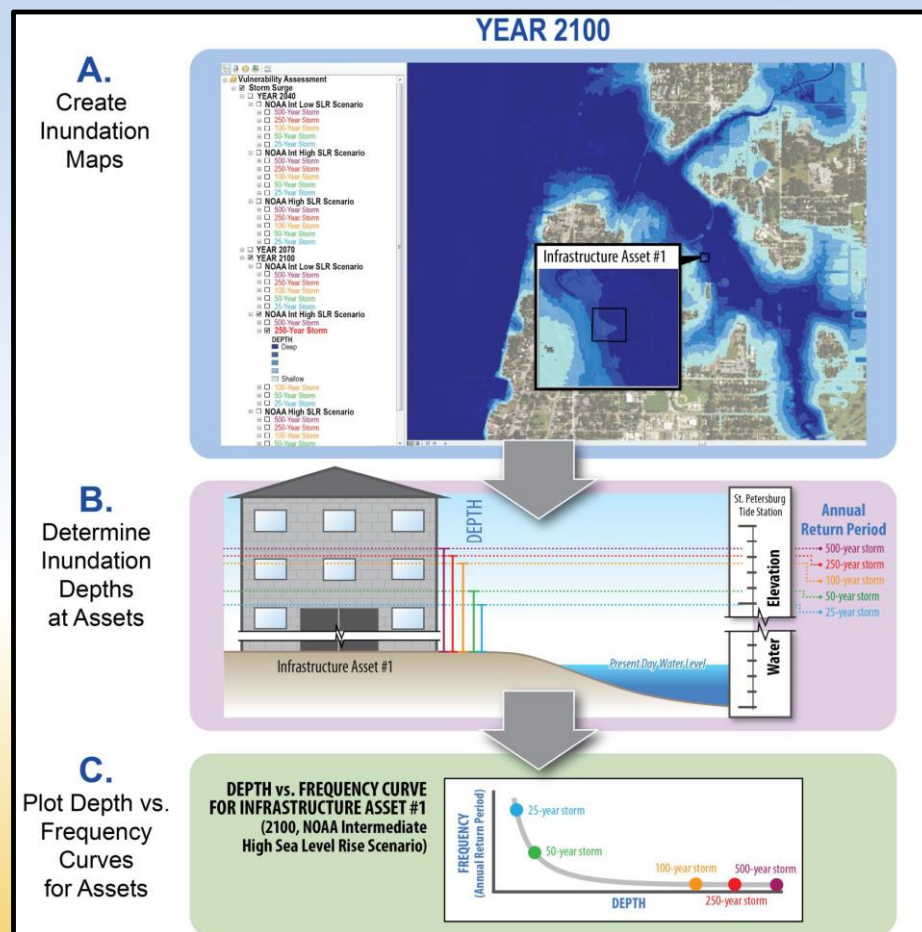 YEAR 2100
A.
Create
Inundation
Maps
Vulnerability Assessment
Storm Surge
YEAR 2040
NOAA Int Low SLR Scenario
500-Year Storm
250-Year Storm
100-Year Storm
50-Year Storm
25-Year Storm
NOAA Int High SLR Scenario
500-Year Storm
250-Year Storm
100-Year Storm
50-Year Storm
25-Year Storm
NOAA High SLR Scenario
500-Year Storm
250-Year Storm
100-Year Storm
50-Year Storm
25-Year Storm
YEAR 2070
YEAR 2100
NOAA Int Low SLR Scenario
500-Year Storm
250-Year Storm
100-Year Storm
50-Year Storm
25-Year Storm
NOAA Int High SLR Scenario
500-Year Storm
250-Year Storm
DEPTH
Deep
Shallow
100-Year Storm
50-Year Storm
25-Year Storm
NOAA High SLR Scenario
500-Year Storm
250-Year Storm
100-Year Storm
50-Year Storm
Infrastructure Asset #1
B.
Determine
Inundation
Depths
at Assets
DEPTH
Infrastructure Asset #1
Present Day Water Level
St. Petersburg
Tide Station
Elevation
Water
Annual
Return Period
500-year storm
250-year storm
100-year storm
50-year storm
25-year storm
C.
Plot Depth vs.
Frequency
Curves
for Assets
DEPTH vs. FREQUENCY CURVE
FOR INFRASTRUCTURE ASSET #1
(2100, NOAA Intermediate
High Sea Level Rise Scenario)
FREQUENCY
(Annual Return Period)
25-year storm
50-year storm
100-year storm
500-year storm
250-year storm
DEPTH